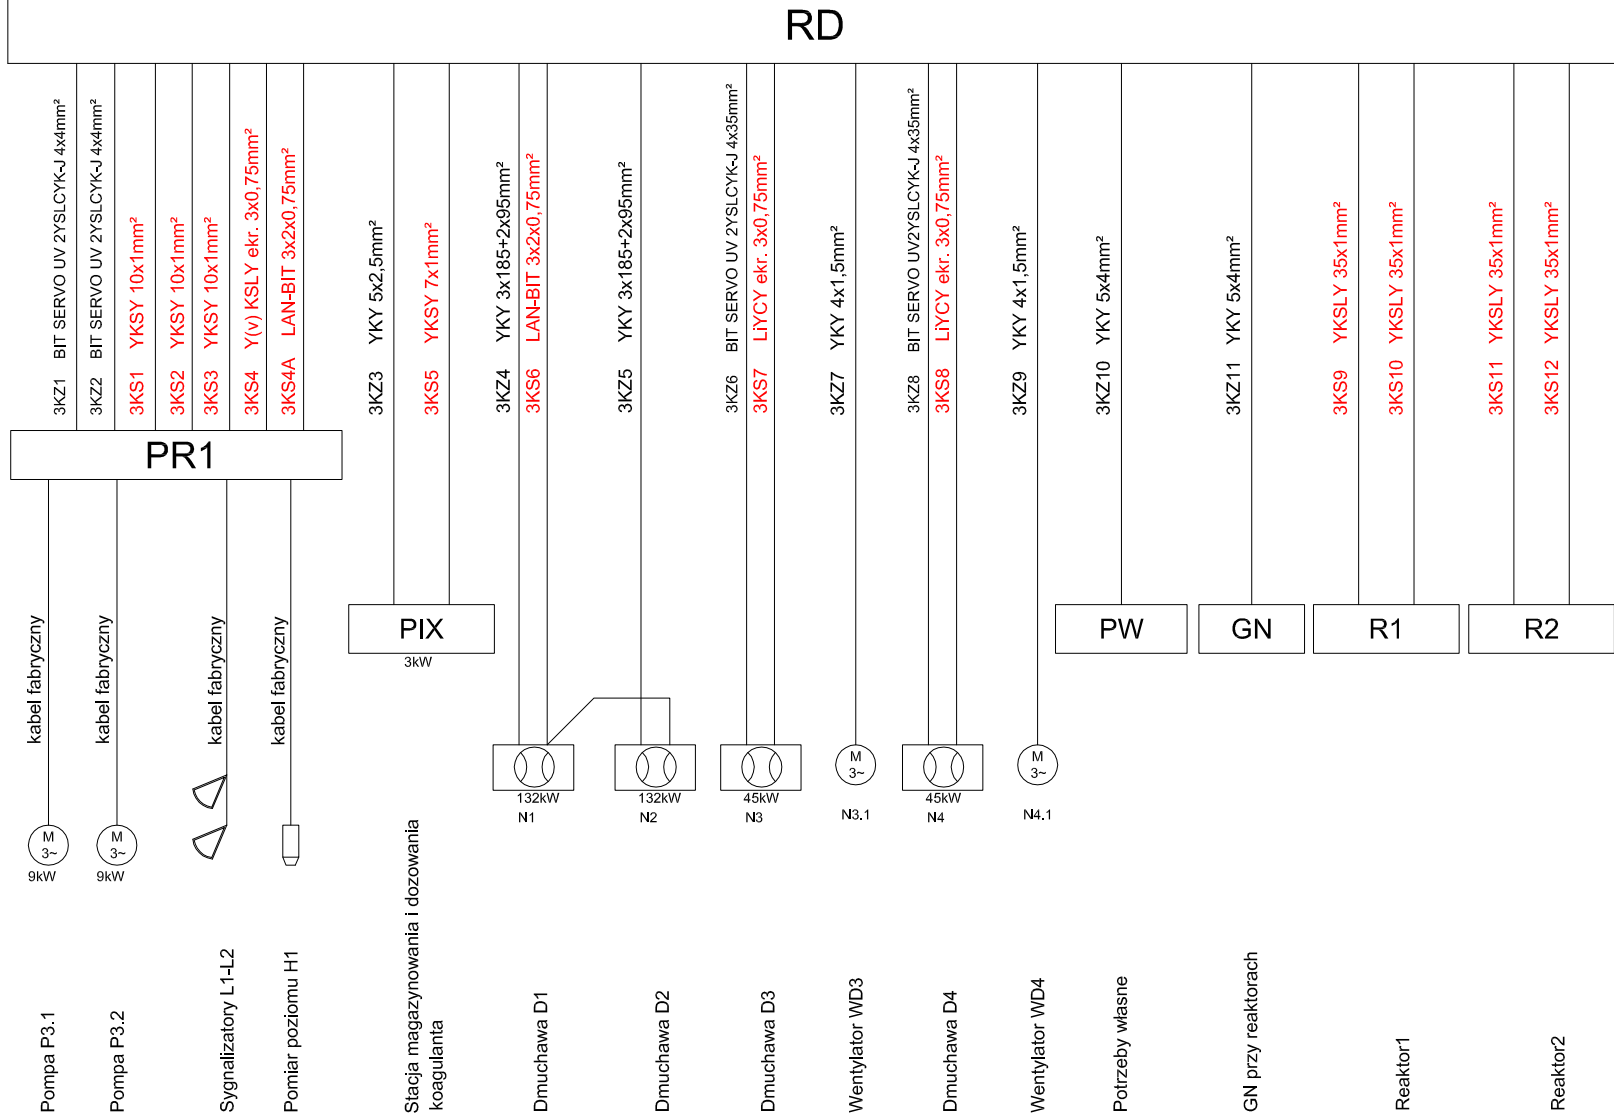 RD
3KZ1 BIT SERVO UV 2YSLCYK-J 4x4mm²
3KZ2 BIT SERVO UV 2YSLCYK-J 4x4mm²
3KS1 YKSY 10x1mm²
3KS2 YKSY 10x1mm²
3KS3 YKSY 10x1mm²
3KS4 Y(v) KSLY ekr. 3x0,75mm²
3KS4A LAN-BIT 3x2x0,75mm²
3KZ3 YKY 5x2,5mm²
3KS5 YKSY 7x1mm²
3KZ4 YKY 3x185+2x95mm²
3KS6 LAN-BIT 3x2x0,75mm²
3KZ5 YKY 3x185+2x95mm²
3KZ6 BIT SERVO UV 2YSLCYK-J 4x35mm²
3KS7 LiYCY ekr. 3x0,75mm²
3KZ7 YKY 4x1,5mm²
3KZ8 BIT SERVO UV2YSLCYK-J 4x35mm²
3KS8 LiYCY ekr. 3x0,75mm²
3KZ9 YKY 4x1,5mm²
3KZ10 YKY 5x4mm²
3KZ11 YKY 5x4mm²
3KS9 YKSLY 35x1mm²
3KS10 YKSLY 35x1mm²
3KS11 YKSLY 35x1mm²
3KS12 YKSLY 35x1mm²
PR1
kabel fabryczny
kabel fabryczny
kabel fabryczny
kabel fabryczny
PIX
3kW
PW
GN
R1
R2
132kW
N1
132kW
N2
45kW
N3
M
3~
N3.1
45kW
N4
M
3~
N4.1
M
3~
9kW
M
3~
9kW
Pompa P3.1
Pompa P3.2
Sygnalizatory L1-L2
Pomiar poziomu H1
Stacja magazynowania i dozowania
koagulanta
Dmuchawa D1
Dmuchawa D2
Dmuchawa D3
Wentylator WD3
Dmuchawa D4
Wentylator WD4
Potrzeby własne
GN przy reaktorach
Reaktor1
Reaktor2